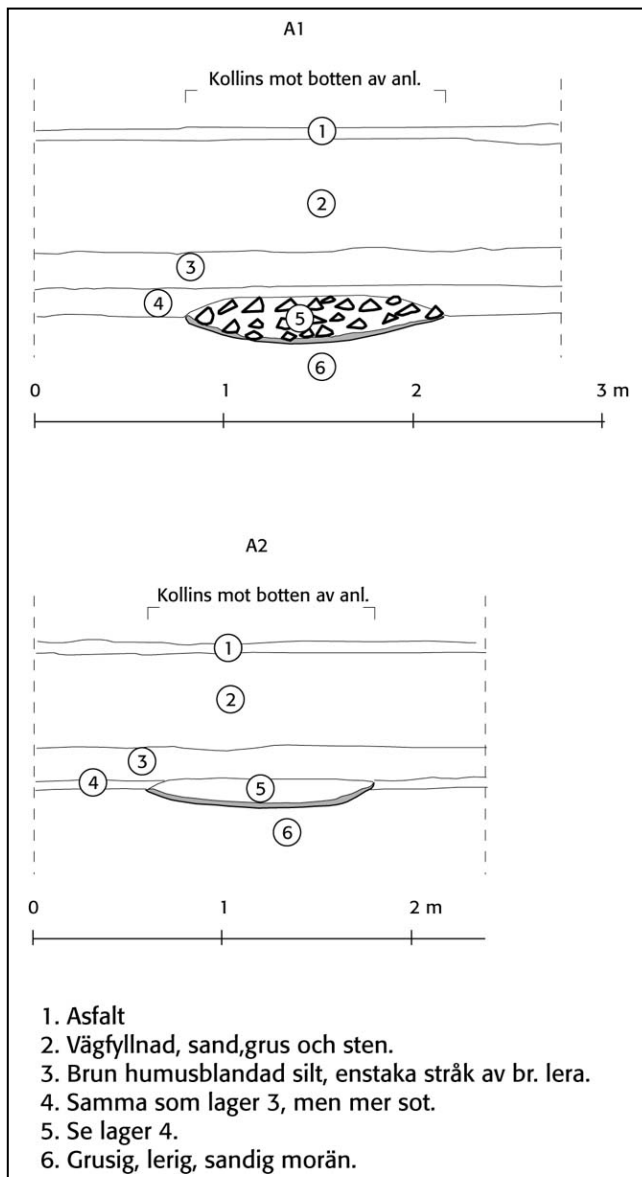 A1
Kollins mot botten av anl.
1
2
3
4
5
6
0 1 2 3 m
A2
Kollins mot botten av anl.
1
2
3
4
5
6
0 1 2 m
1. Asfalt
2. Vägfyllnad, sand,grus och sten.
3. Brun humusblandad silt, enstaka stråk av br. lera.
4. Samma som lager 3, men mer sot.
5. Se lager 4.
6. Grusig, lerig, sandig morän.